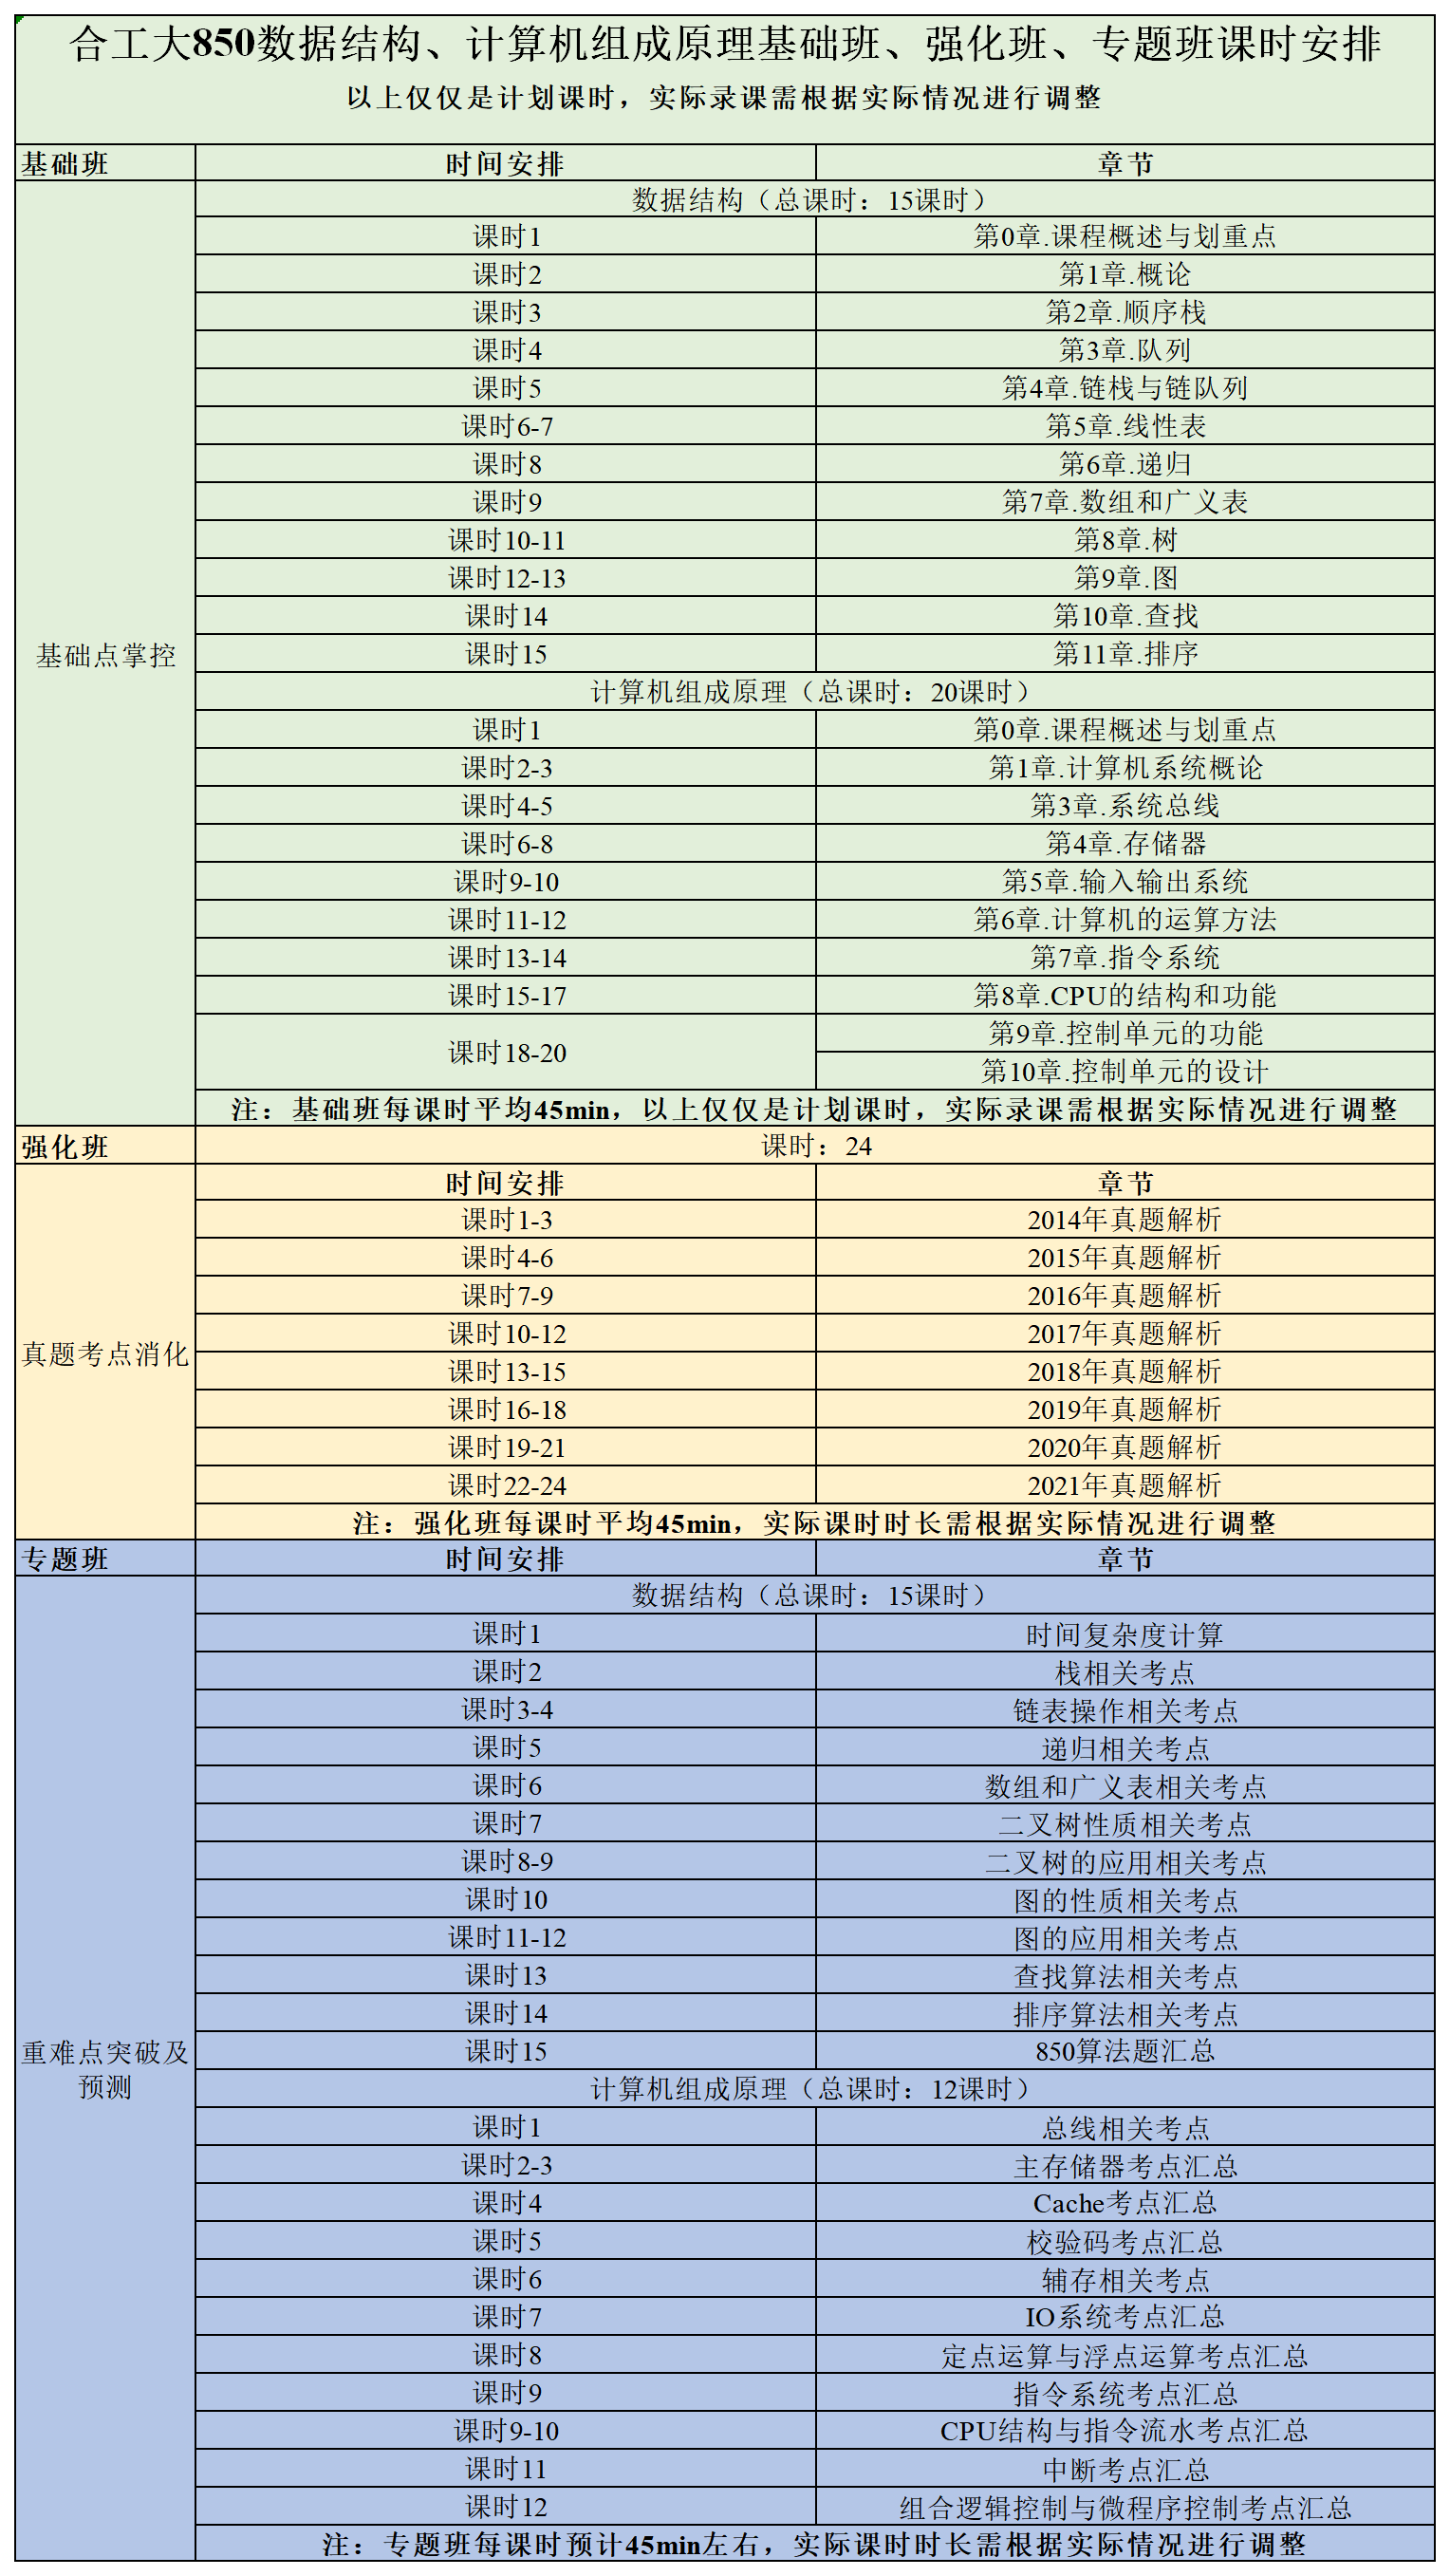 合工大850数据结构、计算机组成原理基础班、强化班、专题班课时安排
以上仅仅是计划课时，实际录课需根据实际情况进行调整
基础班 时间安排 章节
数据结构（总课时：15课时）
课时1 第0章.课程概述与划重点
课时2 第1章.概论
课时3 第2章.顺序栈
课时4 第3章.队列
课时5 第4章.链栈与链队列
课时6-7 第5章.线性表
课时8 第6章.递归
课时9 第7章.数组和广义表
课时10-11 第8章.树
课时12-13 第9章.图
课时14 第10章.查找
基础点掌控
课时15 第11章.排序
计算机组成原理（总课时：20课时）
课时1 第0章.课程概述与划重点
课时2-3 第1章.计算机系统概论
课时4-5 第3章.系统总线
课时6-8 第4章.存储器
课时9-10 第5章.输入输出系统
课时11-12 第6章.计算机的运算方法
课时13-14 第7章.指令系统
课时15-17 第8章.CPU的结构和功能
课时18-20 第9章.控制单元的功能
第10章.控制单元的设计
注：基础班每课时平均45min，以上仅仅是计划课时，实际录课需根据实际情况进行调整
强化班 课时：24
时间安排 章节
课时1-3 2014年真题解析
课时4-6 2015年真题解析
课时7-9 2016年真题解析
课时10-12 2017年真题解析
真题考点消化
课时13-15 2018年真题解析
课时16-18 2019年真题解析
课时19-21 2020年真题解析
课时22-24 2021年真题解析
注：强化班每课时平均45min，实际课时时长需根据实际情况进行调整
专题班 时间安排 章节
数据结构（总课时：15课时）
课时1 时间复杂度计算
课时2 栈相关考点
课时3-4 链表操作相关考点
课时5 递归相关考点
课时6 数组和广义表相关考点
课时7 二叉树性质相关考点
课时8-9 二叉树的应用相关考点
课时10 图的性质相关考点
课时11-12 图的应用相关考点
课时13 查找算法相关考点
课时14 排序算法相关考点
课时15 850算法题汇总
重难点突破及
预测
计算机组成原理（总课时：12课时）
课时1 总线相关考点
课时2-3 主存储器考点汇总
课时4 Cache考点汇总
课时5 校验码考点汇总
课时6 辅存相关考点
课时7 IO系统考点汇总
课时8 定点运算与浮点运算考点汇总
课时9 指令系统考点汇总
课时9-10 CPU结构与指令流水考点汇总
课时11 中断考点汇总
课时12 组合逻辑控制与微程序控制考点汇总
注：专题班每课时预计45min左右，实际课时时长需根据实际情况进行调整